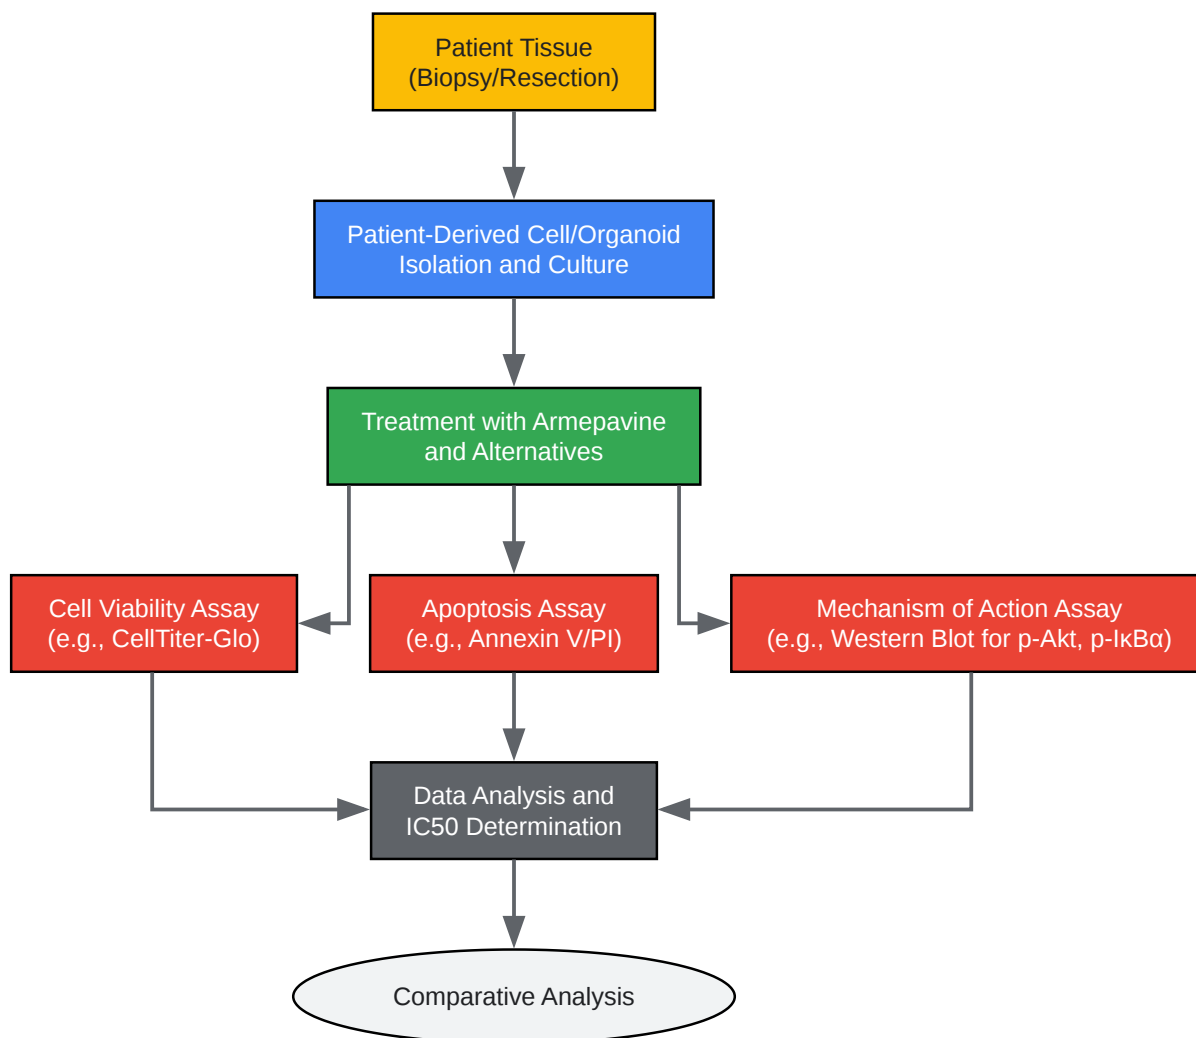 Patient Tissue
(Biopsy/Resection)
Patient-Derived Cell/Organoid
Isolation and Culture
Treatment with Armepavine
and Alternatives
Cell Viability Assay
(e.g., CellTiter-Glo)
Apoptosis Assay
(e.g., Annexin V/PI)
Mechanism of Action Assay
(e.g., Western Blot for p-Akt, p-IκBα)
Data Analysis and
IC50 Determination
Comparative Analysis